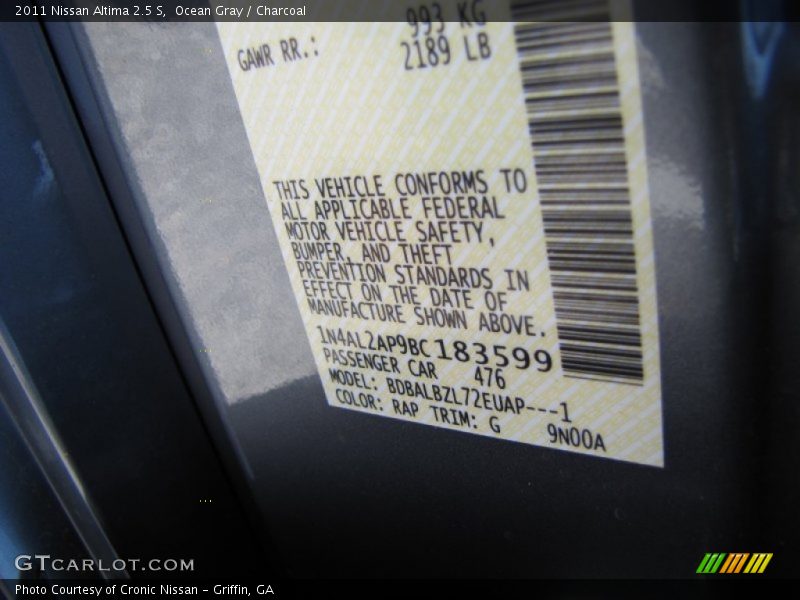 2011 Nissan Altima 2.5 S,  Ocean Gray / Charcoal
993 KG
GAWR RR.: 2189 LB
THIS VEHICLE CONFORMS TO
ALL APPLICABLE FEDERAL
MOTOR VEHICLE SAFETY,
BUMPER, AND THEFT
PREVENTION STANDARDS IN
EFFECT ON THE DATE OF
MANUFACTURE SHOWN ABOVE.
1N4AL2AP9BC183599
PASSENGER CAR 476
MODEL: BDBALBZL72EUAP---1
COLOR: RAP TRIM: G 9N00A
GTCARLOT.COM
Photo Courtesy of Cronic Nissan - Griffin, GA